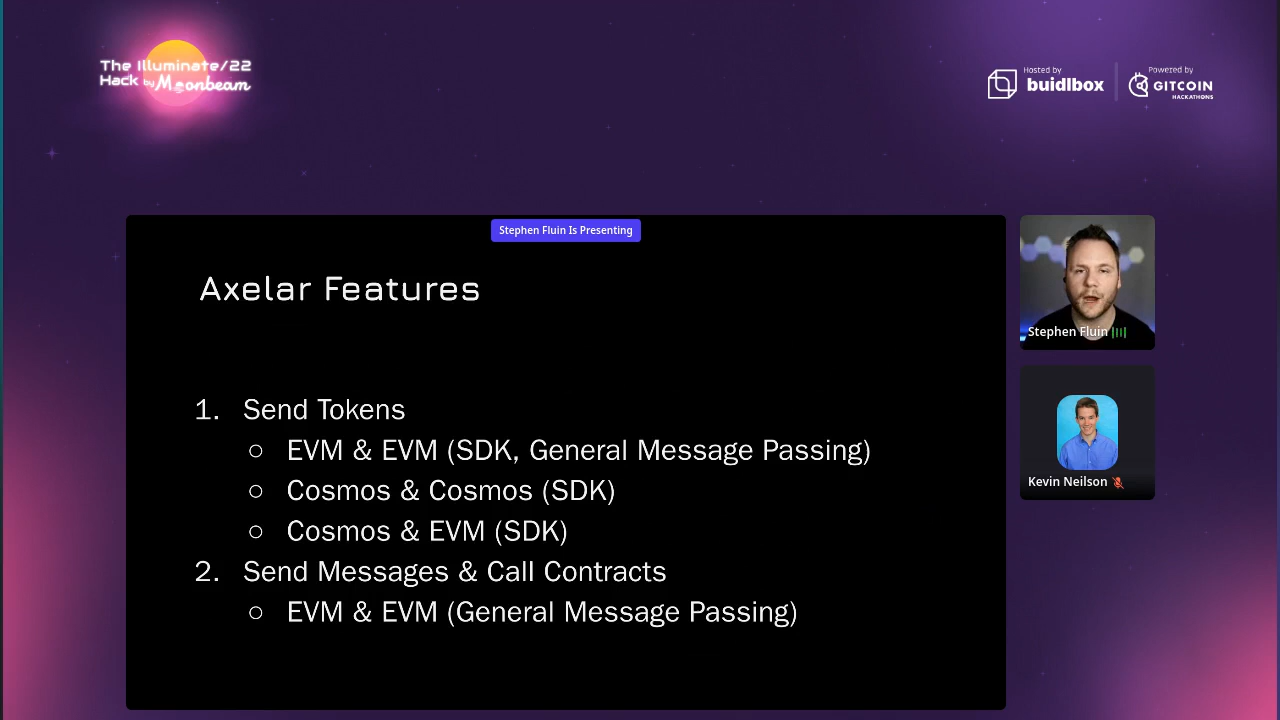 The Illuminate/22
Hack by Moonbeam
Hosted by
buidlbox
Powered by
GITCOIN
HACKATHONS
Stephen Fluin Is Presenting
Axelar Features
1. Send Tokens
○ EVM & EVM (SDK, General Message Passing)
○ Cosmos & Cosmos (SDK)
○ Cosmos & EVM (SDK)
2. Send Messages & Call Contracts
○ EVM & EVM (General Message Passing)
Stephen Fluin
Kevin Neilson